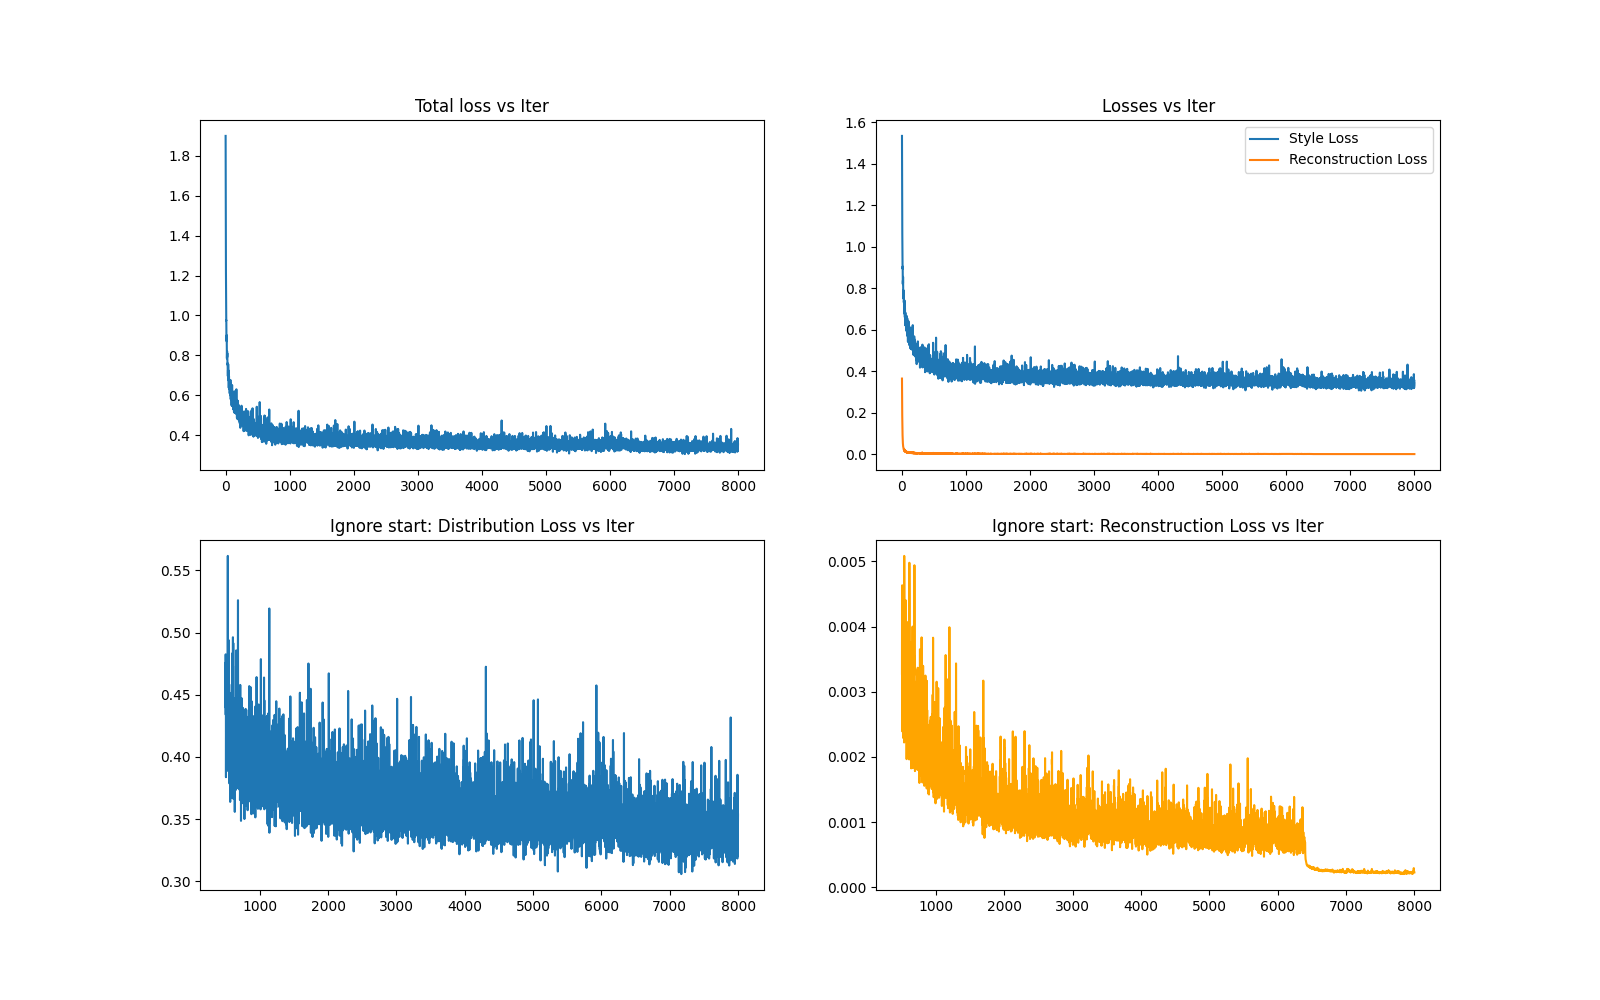 Total loss vs Iter
1.8
1.6
1.4
1.2
1.0
0.8
0.6
0.4
0 1000 2000 3000 4000 5000 6000 7000 8000
Losses vs Iter
1.6
1.4
1.2
1.0
0.8
0.6
0.4
0.2
0.0
Style Loss
Reconstruction Loss
0 1000 2000 3000 4000 5000 6000 7000 8000
Ignore start: Distribution Loss vs Iter
0.55
0.50
0.45
0.40
0.35
0.30
1000 2000 3000 4000 5000 6000 7000 8000
Ignore start: Reconstruction Loss vs Iter
0.005
0.004
0.003
0.002
0.001
0.000
1000 2000 3000 4000 5000 6000 7000 8000